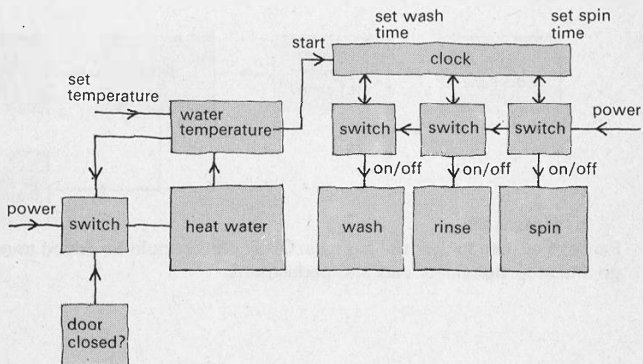 set wash
time
set spin
time
start
clock
set
temperature
water
temperature
switch
switch
switch
power
on/off
on/off
on/off
power
switch
heat water
wash
rinse
spin
door
closed?